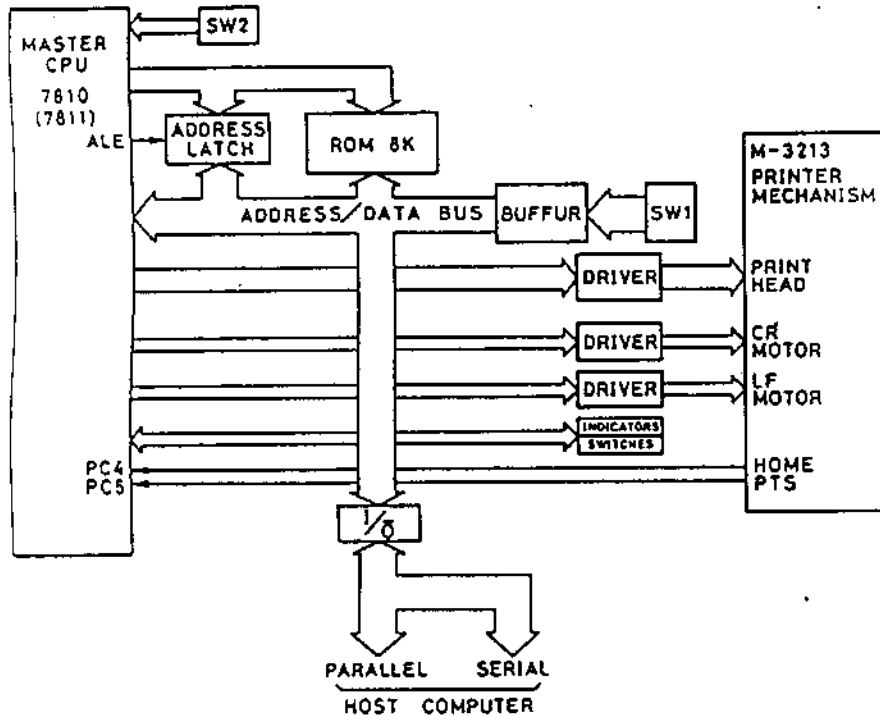 MASTER
CPU
7810
(7811)
ALE
SW2
ADDRESS
LATCH
ROM 8K
ADDRESS/DATA BUS
BUFFUR
SW1
M-3213
PRINTER
MECHANISM
DRIVER
PRINT
HEAD
DRIVER
CR
MOTOR
DRIVER
LF
MOTOR
INDICATORS
SWITCHES
PC4
PC5
HOME
PTS
I/O
PARALLEL
SERIAL
HOST COMPUTER